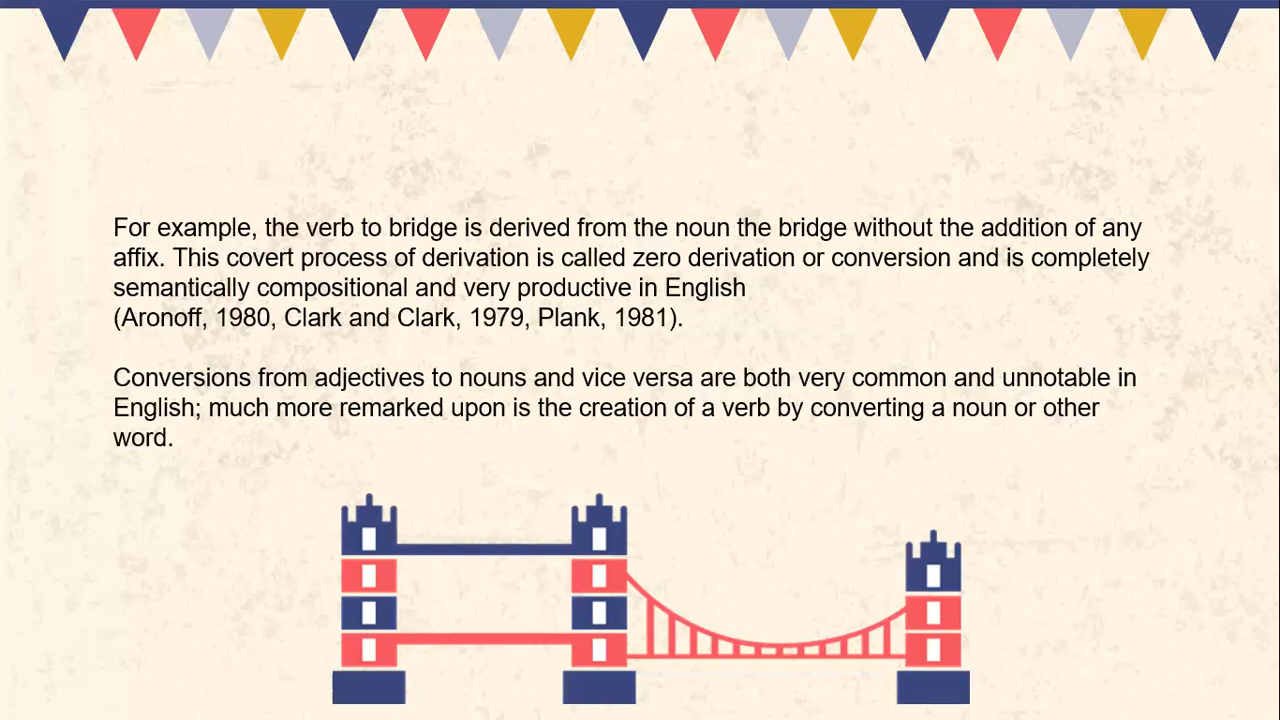 For example, the verb to bridge is derived from the noun the bridge without the addition of any
affix. This covert process of derivation is called zero derivation or conversion and is completely
semantically compositional and very productive in English
(Aronoff, 1980, Clark and Clark, 1979, Plank, 1981).
Conversions from adjectives to nouns and vice versa are both very common and unnotable in
English; much more remarked upon is the creation of a verb by converting a noun or other
word.